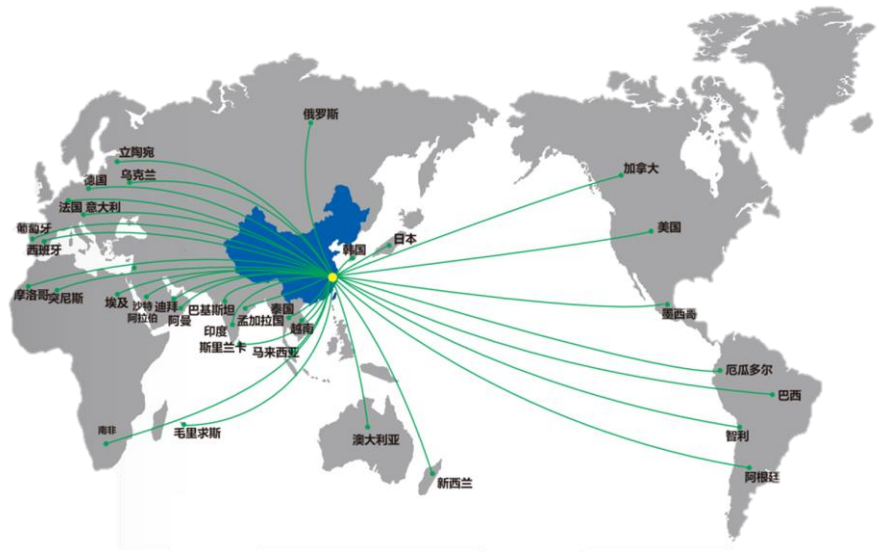 俄罗斯
立陶宛
加拿大
乌克兰
德国
法国 意大利
葡萄牙
美国
日本
西班牙
韩国
摩洛哥
突尼斯
埃及
沙特
阿拉伯
迪拜
阿曼
巴基斯坦
泰国
孟加拉国
越南
印度
斯里兰卡
马来西亚
墨西哥
厄瓜多尔
巴西
南非
毛里求斯
澳大利亚
智利
新西兰
阿根廷